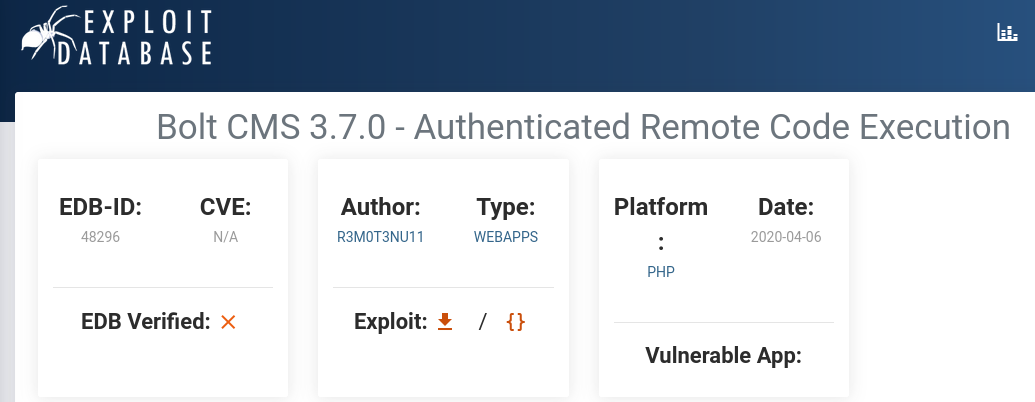 EXPLOIT
DATABASE
Bolt CMS 3.7.0 - Authenticated Remote Code Execution
EDB-ID:
48296
CVE:
N/A
EDB Verified:
Author:
R3M0T3NU11
Type:
WEBAPPS
Exploit: / {}
Platform
:
PHP
Date:
2020-04-06
Vulnerable App: